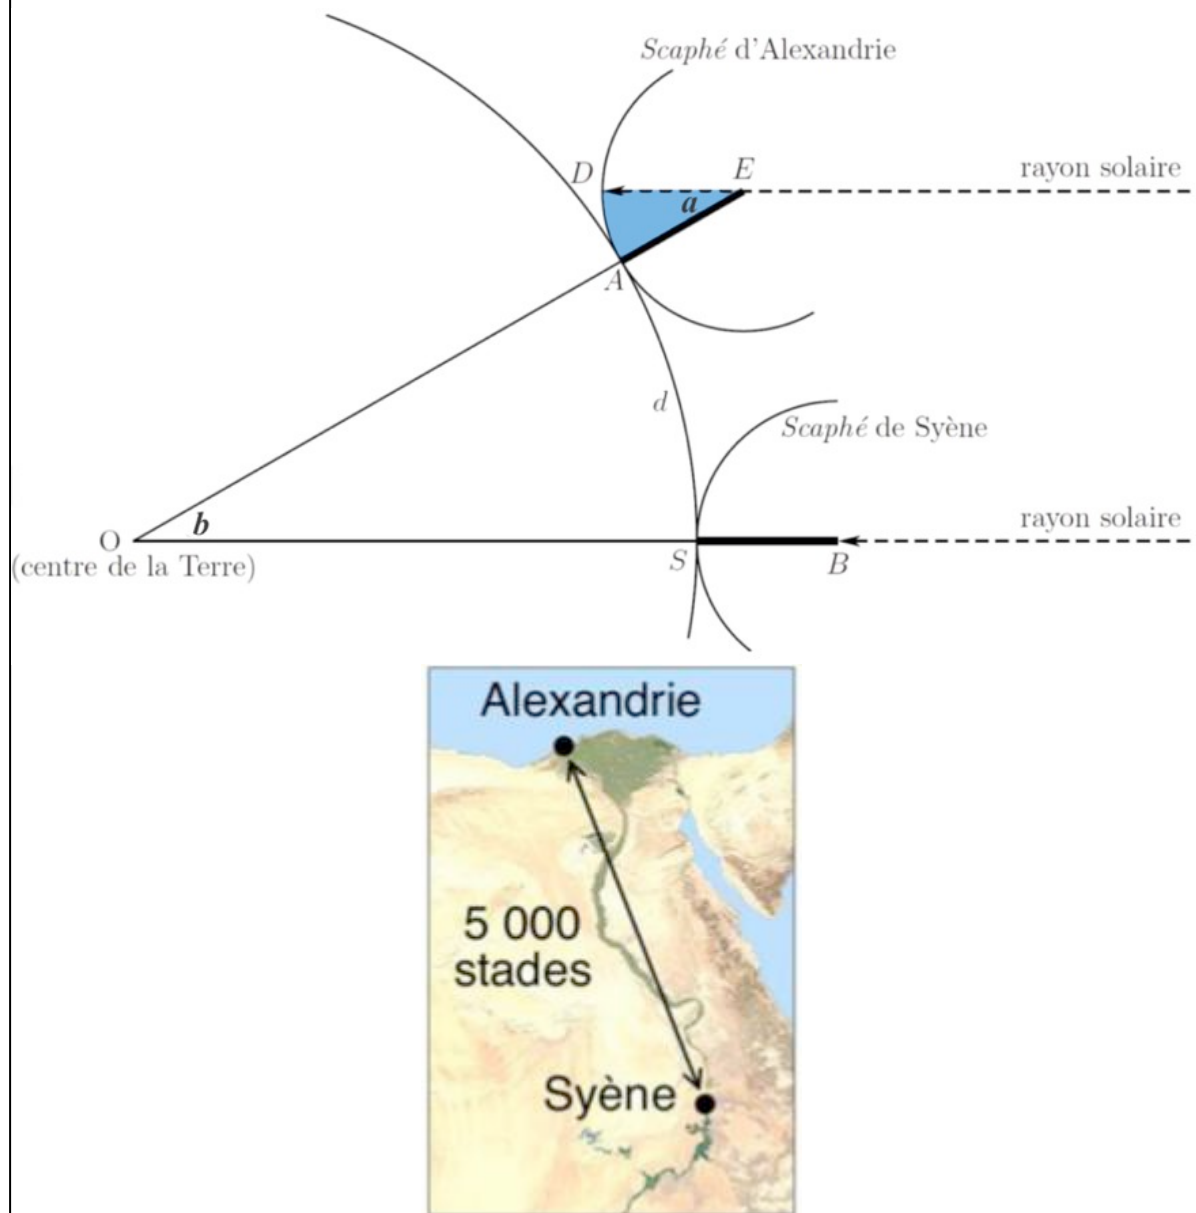 Scaphé d'Alexandrie
D
E
rayon solaire
a
A
d
Scaphé de Syène
b
rayon solaire
O
(centre de la Terre)
S
B
Alexandrie
5 000
stades
Syène